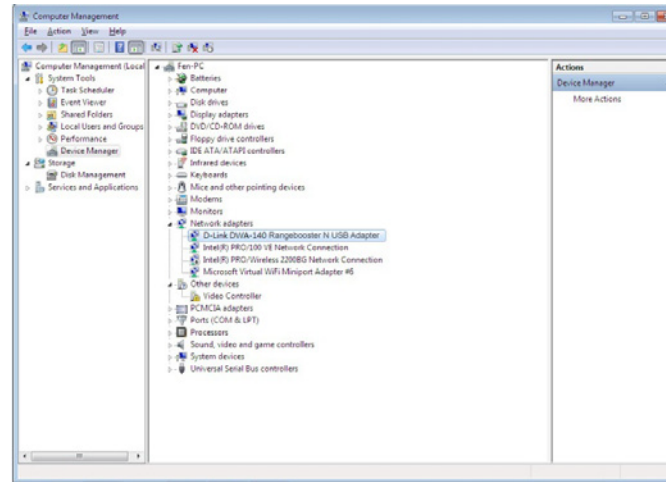 Computer Management
File Action View Help
Computer Management (Local
System Tools
Task Scheduler
Event Viewer
Shared Folders
Local Users and Groups
Performance
Device Manager
Storage
Disk Management
Services and Applications
Fen-PC
Batteries
Computer
Disk drives
Display adapters
DVD/CD-ROM drives
Floppy drive controllers
IDE ATA/ATAPI controllers
Infrared devices
Keyboards
Mice and other pointing devices
Modems
Monitors
Network adapters
D-Link DWA-140 Rangebooster N USB Adapter
Intel(R) PRO/100 VE Network Connection
Intel(R) PRO/Wireless 2200BG Network Connection
Microsoft Virtual WiFi Miniport Adapter #6
Other devices
Video Controller
PCMCIA adapters
Ports (COM & LPT)
Processors
Sound, video and game controllers
System devices
Universal Serial Bus controllers
Actions
Device Manager
More Actions